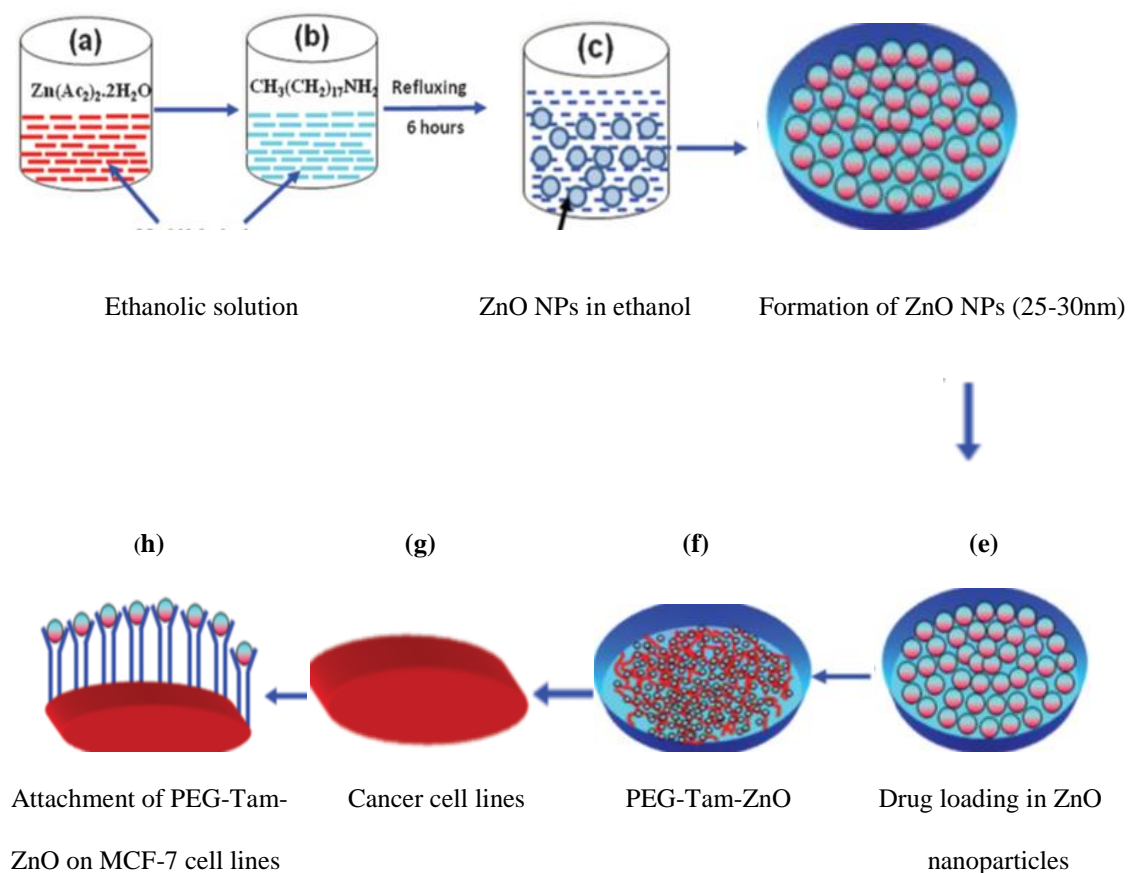 (a)
(b)
(c)
Zn(Ac₂)₂.2H₂O
CH₃(CH₂)₁₇NH₂
Refluxing
6 hours
Ethanolic solution
ZnO NPs in ethanol
Formation of ZnO NPs (25-30nm)
(h)
(g)
(f)
(e)
Attachment of PEG-Tam-
ZnO on MCF-7 cell lines
Cancer cell lines
PEG-Tam-ZnO
Drug loading in ZnO
nanoparticles